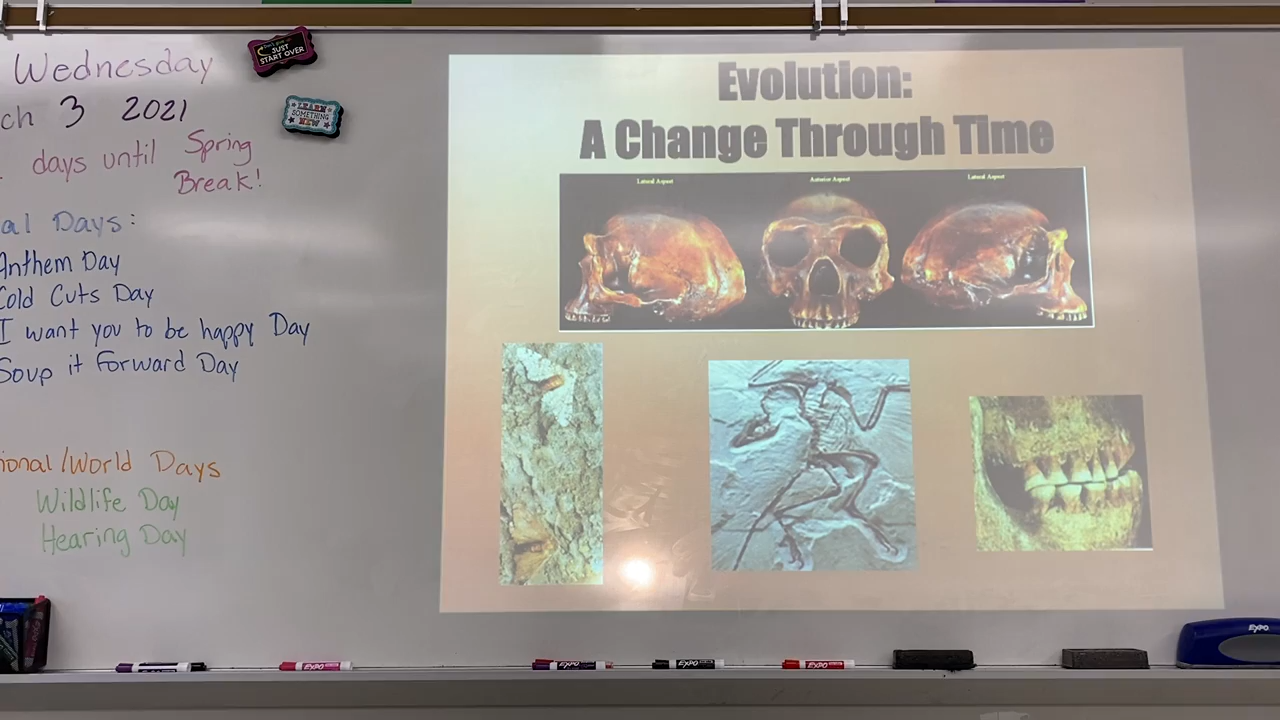 Wednesday
ch 3 2021
days until Spring
Break!
al Days:
Anthem Day
Cold Cuts Day
I want you to be happy Day
Soup it Forward Day
ional/World Days
Wildlife Day
Hearing Day
JUST
START OVER
LEARN
SOMETHING
NEW
Evolution:
A Change Through Time
Lateral Aspect
Anterior Aspect
Lateral Aspect
EXPO
EXPO
EXPO
EXPO
EXPO